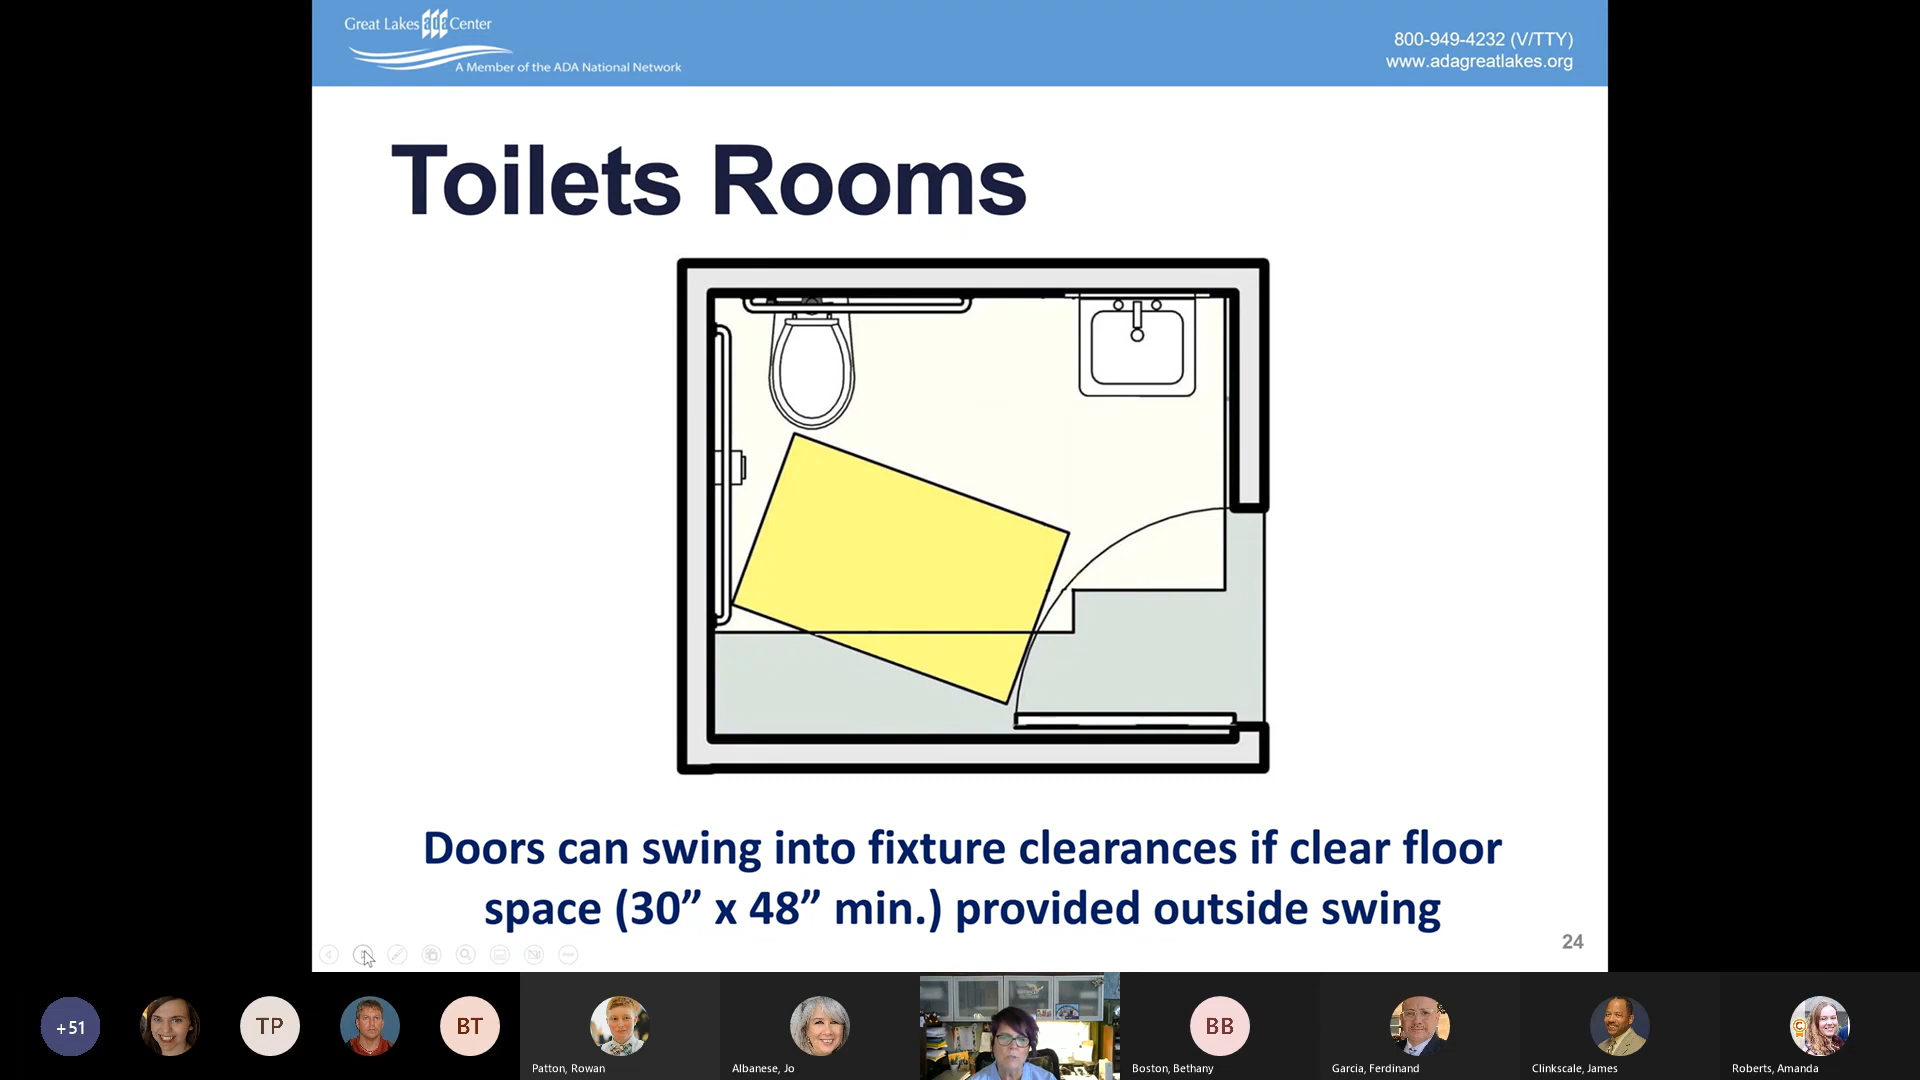 Great Lakes ada Center
A Member of the ADA National Network
800-949-4232 (V/TTY)
www.adagreatlakes.org
Toilets Rooms
Doors can swing into fixture clearances if clear floor
space (30” x 48” min.) provided outside swing
24
+51
TP
BT
Patton, Rowan
Albanese, Jo
BB
Boston, Bethany
Garcia, Ferdinand
Clinkscale, James
C
Roberts, Amanda